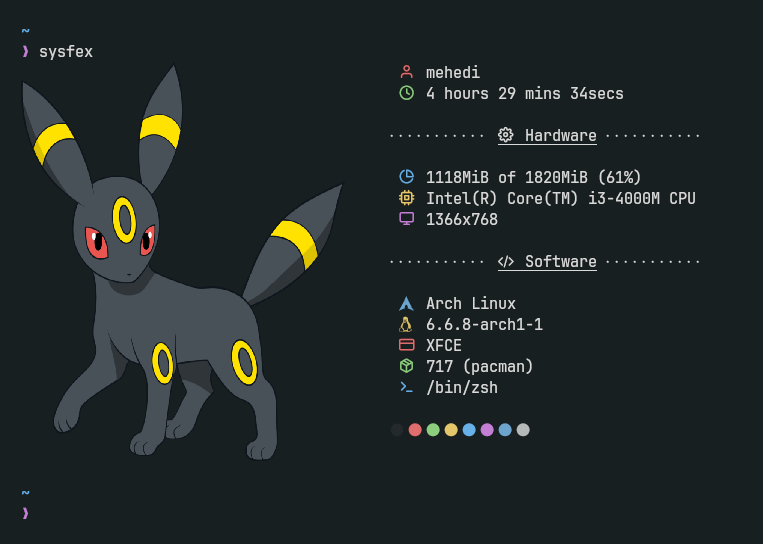 ~
❱ sysfex
mehedi
4 hours 29 mins 34secs
··········· Hardware ···········
1118MiB of 1820MiB (61%)
Intel(R) Core(TM) i3-4000M CPU
1366x768
··········· </> Software ···········
Arch Linux
6.6.8-arch1-1
XFCE
717 (pacman)
/bin/zsh
~
❱